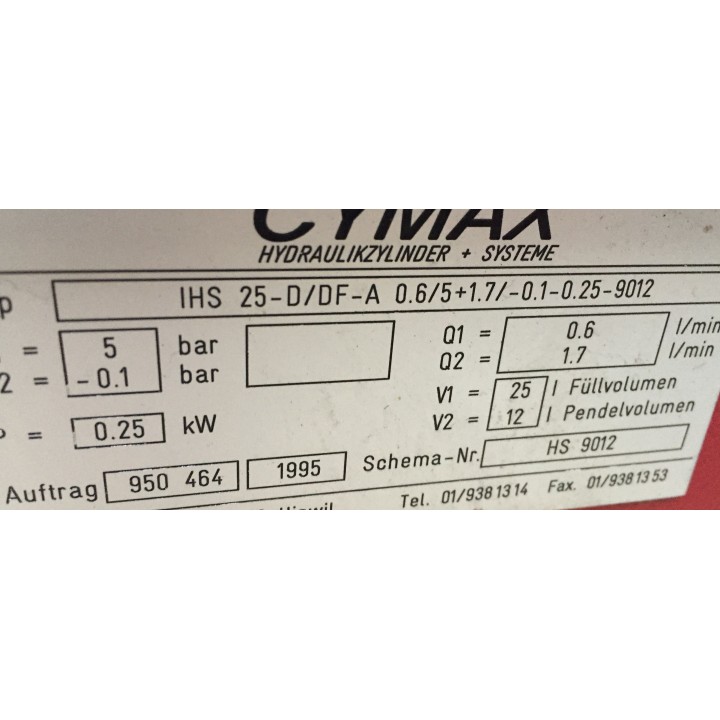 CYMAX
HYDRAULIKZYLINDER + SYSTEME
p IHS 25-D/DF-A 0.6/5+1.7/-0.1-0.25-9012
= 5 bar Q1 = 0.6 l/min
2 = -0.1 bar Q2 = 1.7 l/min
V1 = 25 l Füllvolumen
P = 0.25 kW V2 = 12 l Pendelvolumen
Auftrag 950 464 1995 Schema-Nr. HS 9012
Tel. 01/938 13 14 Fax. 01/938 13 53